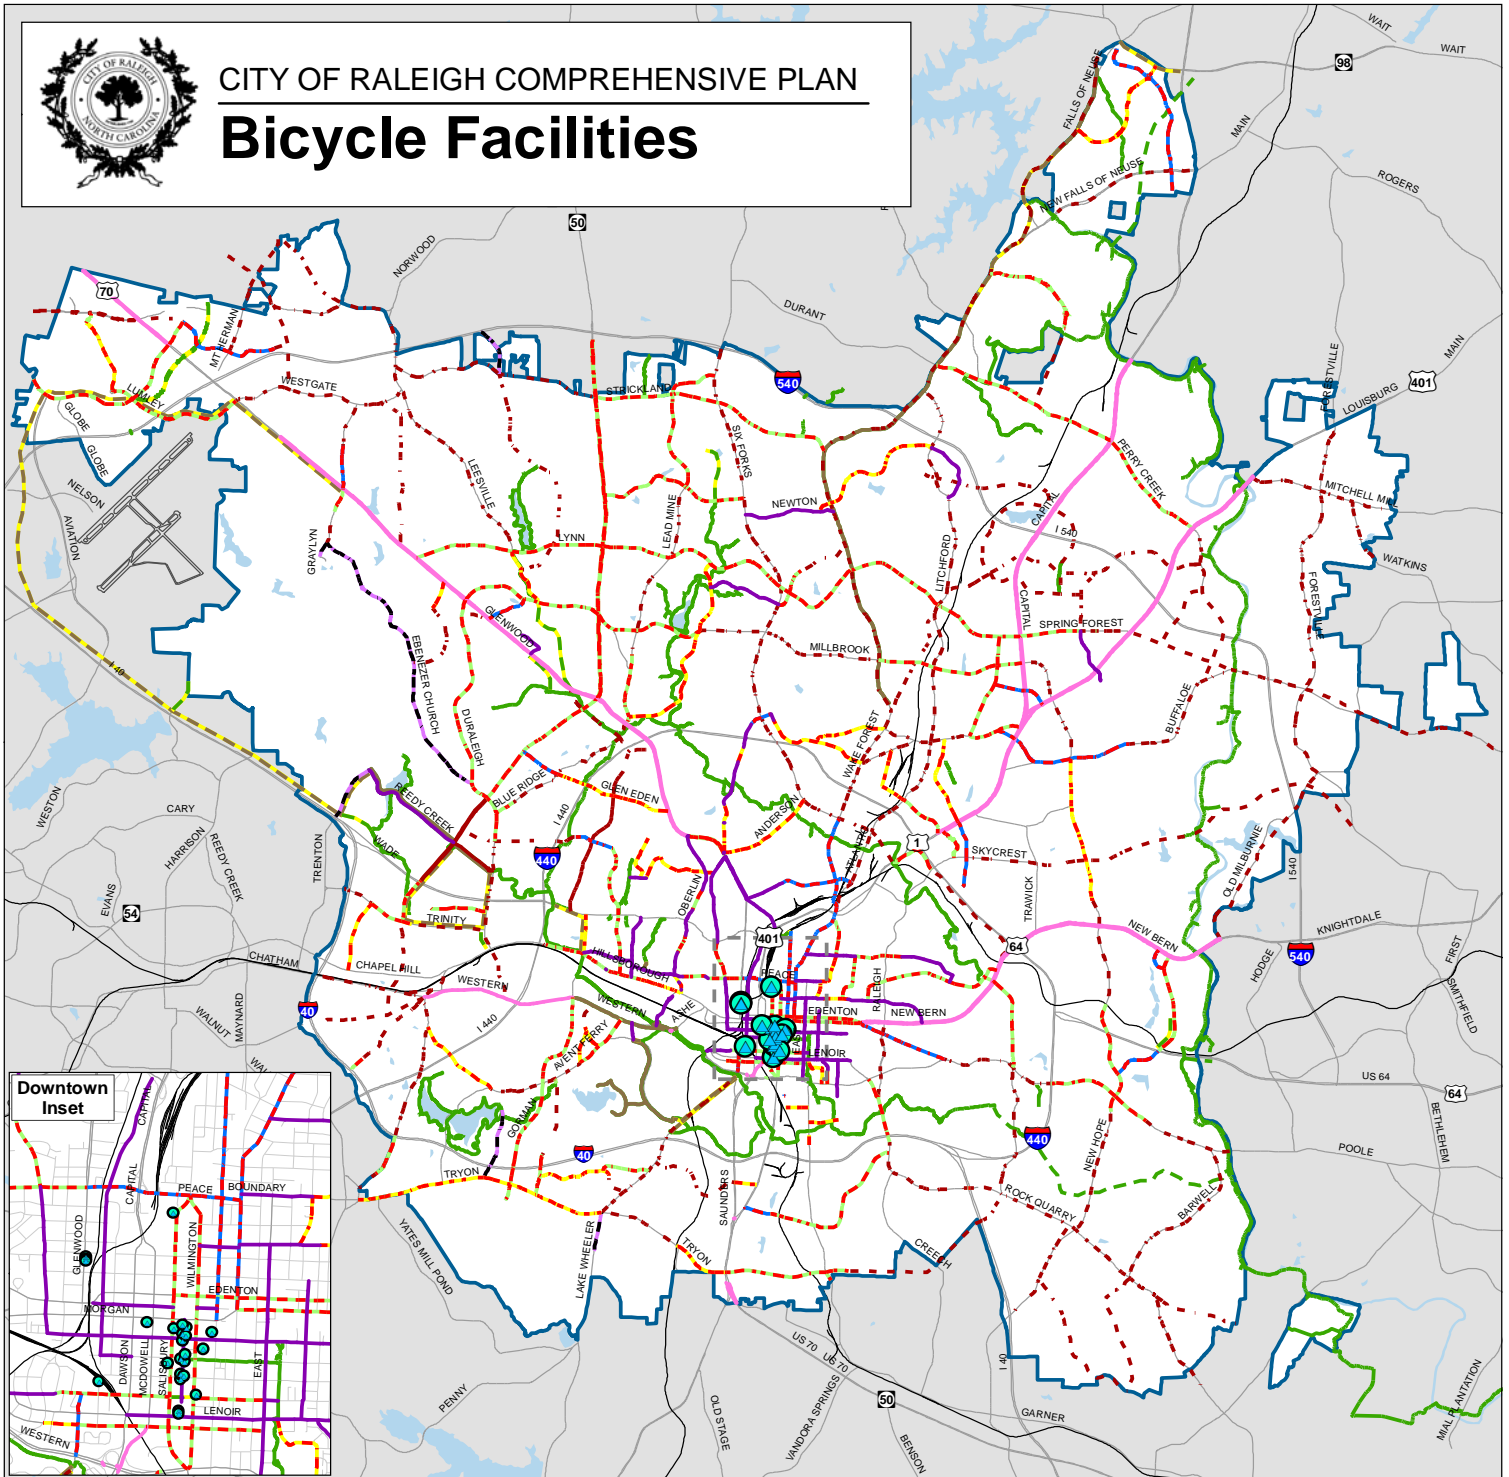 CITY OF RALEIGH COMPREHENSIVE PLAN
Bicycle Facilities
CITY OF RALEIGH
NORTH CAROLINA
WAIT
WAIT
98
FALLS OF NEUSE
MAIN
ROGERS
NEW FALLS OF NEUSE
50
NORWOOD
70
DURANT
MT HERMAN
FORESTVILLE
MAIN
540
401
LOUISBURG
WESTGATE
STRICKLAND
LUMLEY
GLOBE
GLOBE
SIX FORKS
PERRY CREEK
LEESVILLE
NELSON
NEWTON
MITCHELL MILL
AVIATION
LEAD MINE
CAPITAL
I 540
LYNN
GRAYLYN
LITCHFORD
WATKINS
FORESTVILLE
CAPITAL
GLENWOOD
SPRING FOREST
EBENEZER CHURCH
MILLBROOK
I 40
DURALEIGH
BUFFALOE
WAKE FOREST
WESTON
CARY
BLUE RIDGE
GLEN EDEN
REEDY CREEK
I 440
ANDERSON
HARRISON
REEDY CREEK
TRENTON
WADE
440
ATLANTIC
1
SKYCREST
OLD MILBURNIE
I 540
EVANS
54
OBERLIN
TRAWICK
TRINITY
NEW BERN
KNIGHTDALE
401
64
540
HODGE
FIRST
CHATHAM
CHAPEL HILL
HILLSBOROUGH
PEACE
RALEIGH
SMITHFIELD
WESTERN
WESTERN
ASHE
EDENTON
NEW BERN
40
WALNUT
MAYNARD
I 440
AVENT FERRY
LENOIR
US 64
64
GORMAN
BETHLEHEM
40
440
NEW HOPE
POOLE
TRYON
SAUNDERS
ROCK QUARRY
BARWELL
YATES MILL POND
LAKE WHEELER
TRYON
CREECH
US 70
US 70
I 40
PENNY
OLD STAGE
VANDORA SPRINGS
50
BENSON
GARNER
MIAL PLANTATION
Downtown
Inset
CAPITAL
CAPITAL
PEACE
BOUNDARY
GLENWOOD
WILMINGTON
EDENTON
MORGAN
DAWSON
MCDOWELL
SALISBURY
EAST
LENOIR
WESTERN